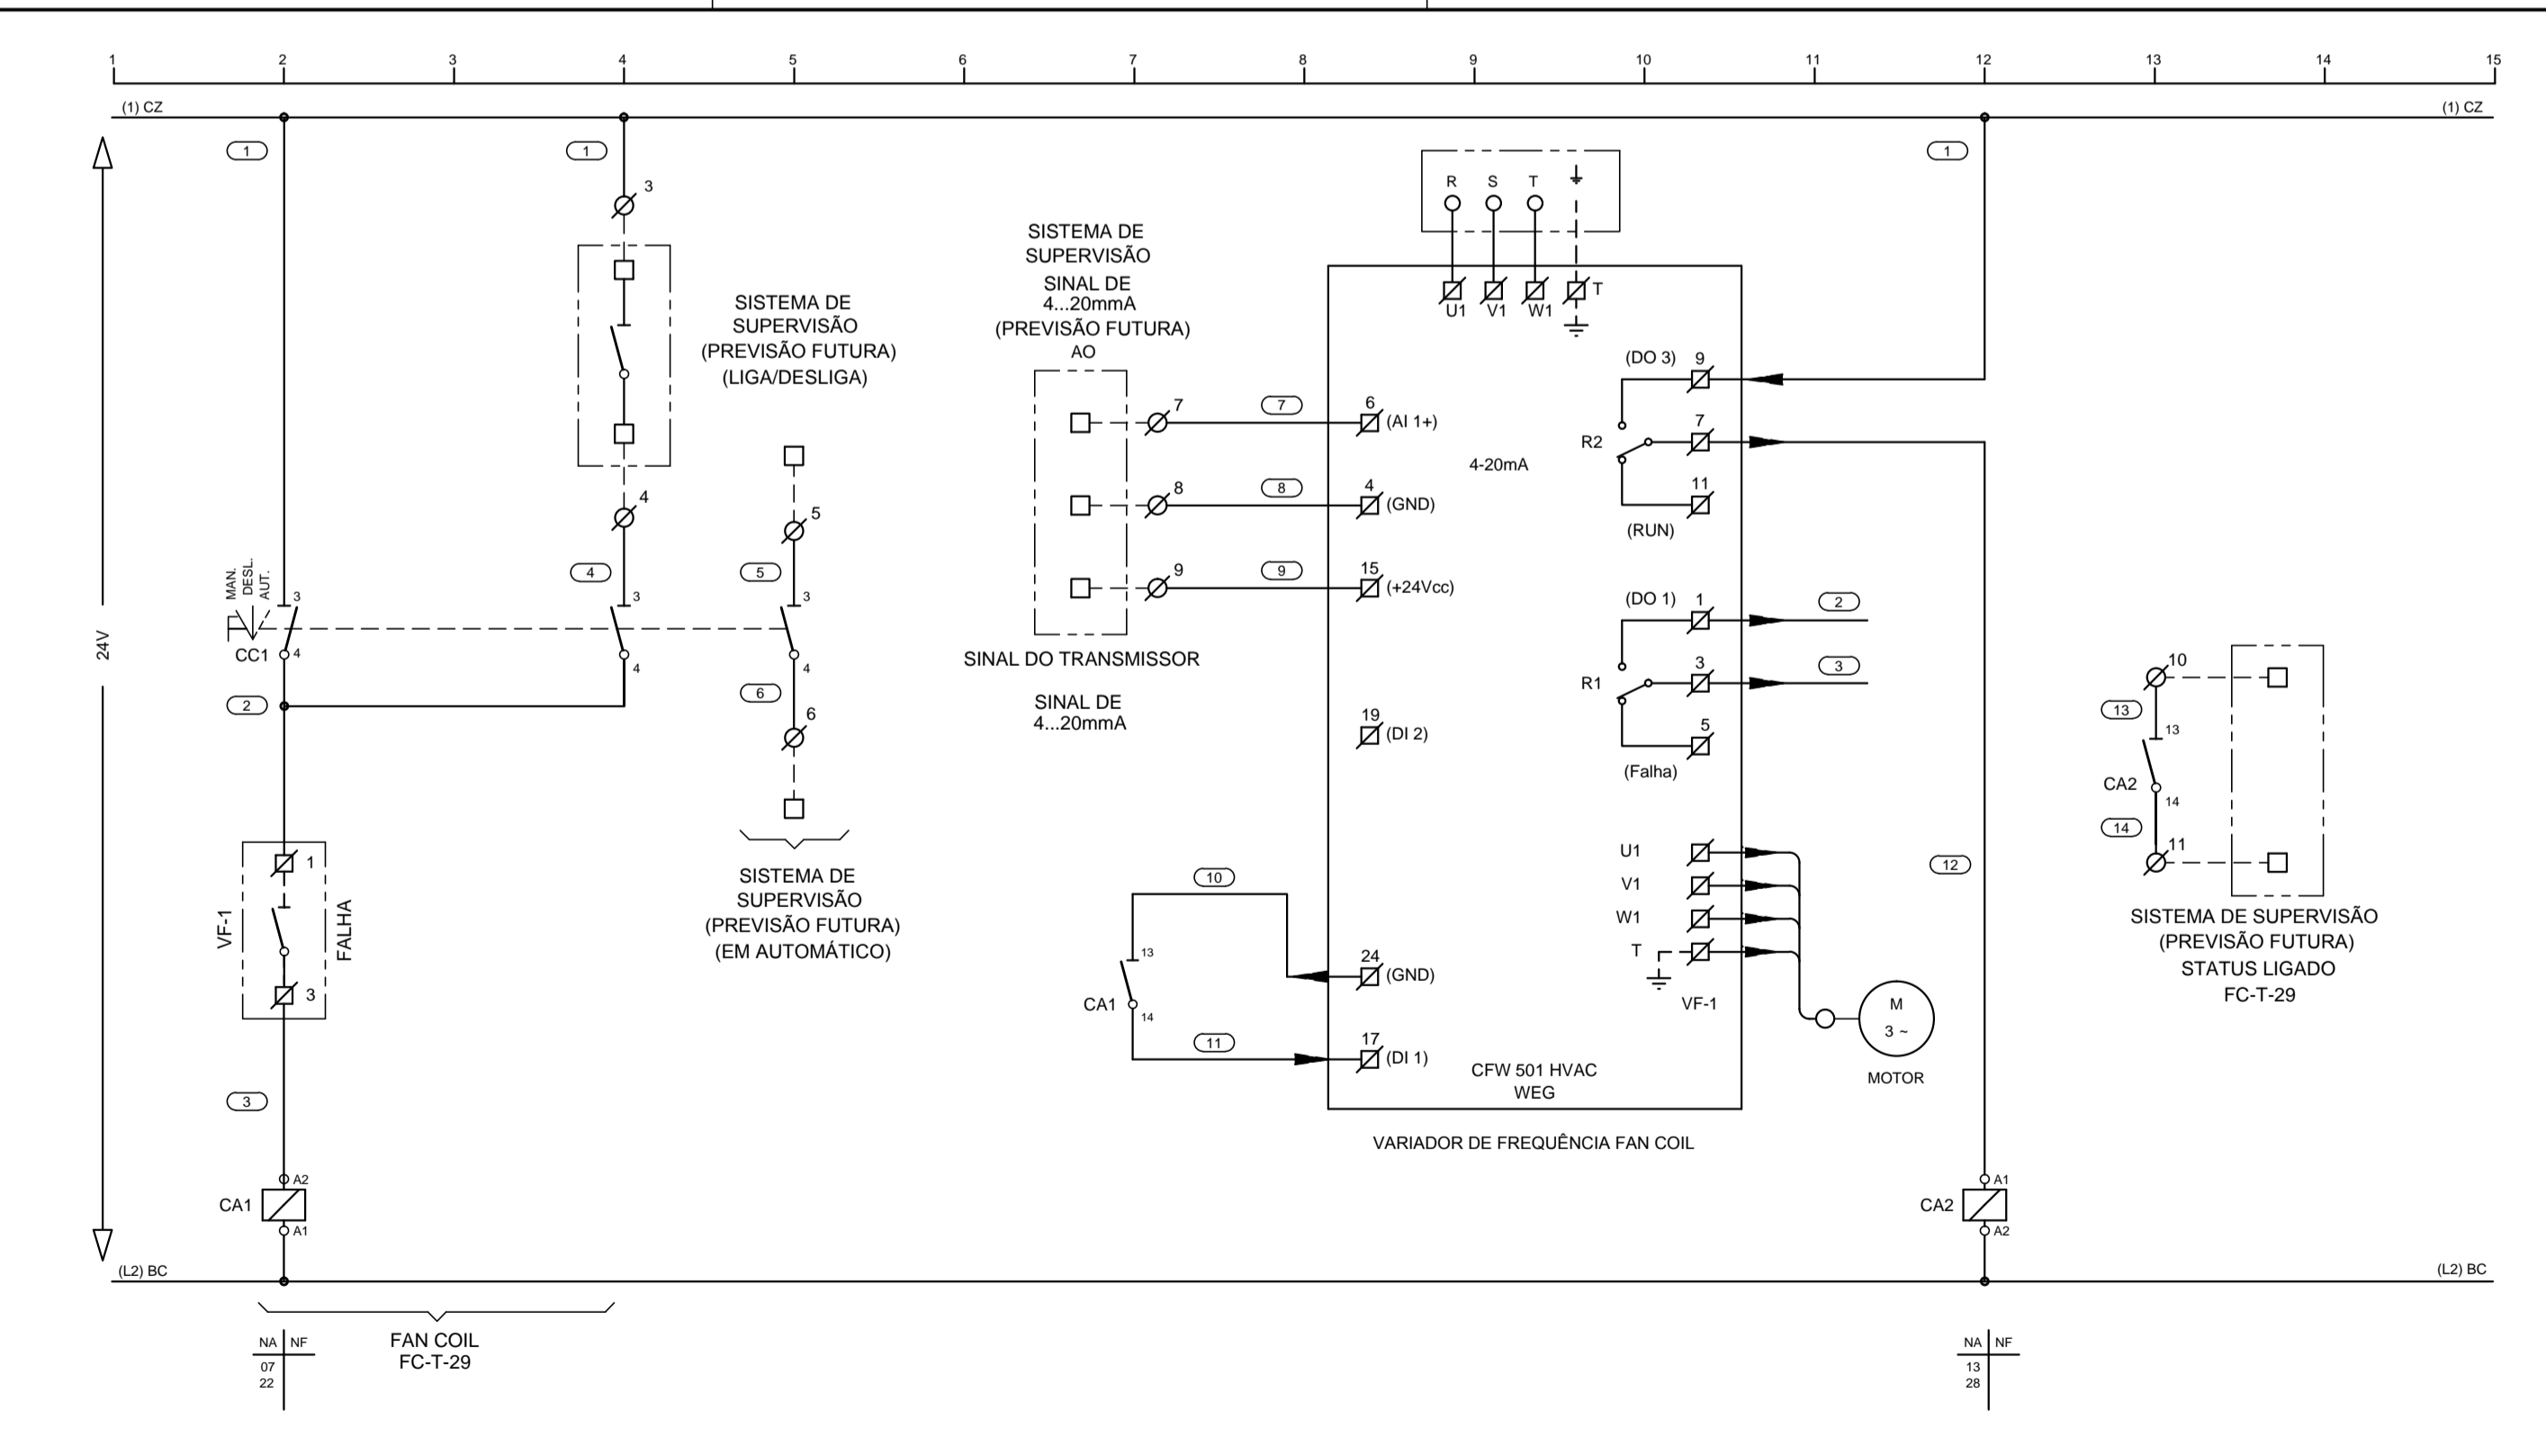 1 2 3 4 5 6 7 8 9 10 11 12 13 14 15
(1) CZ
(1) CZ
24V
1
MAN.
DESL.
AUT.
3
CC1
4
2
VF-1
1
3
FALHA
3
A2
CA1
A1
1
3
SISTEMA DE
SUPERVISÃO
(PREVISÃO FUTURA)
(LIGA/DESLIGA)
4
4
3
4
5
5
3
4
6
6
SISTEMA DE
SUPERVISÃO
(PREVISÃO FUTURA)
(EM AUTOMÁTICO)
SISTEMA DE
SUPERVISÃO
SINAL DE
4...20mmA
(PREVISÃO FUTURA)
AO
7
7
8
8
9
9
SINAL DO TRANSMISSOR
SINAL DE
4...20mmA
10
13
CA1
14
11
R S T
U1 V1 W1 T
6
(AI 1+)
4
(GND)
15
(+24Vcc)
19
(DI 2)
24
(GND)
17
(DI 1)
4-20mA
(DO 3) 9
7
R2
11
(RUN)
(DO 1) 1
3
R1
5
(Falha)
2
3
U1
V1
W1
T
VF-1
CFW 501 HVAC
WEG
VARIADOR DE FREQUÊNCIA FAN COIL
M
3 ~
MOTOR
1
12
A1
CA2
A2
10
13
13
CA2
14
14
11
SISTEMA DE SUPERVISÃO
(PREVISÃO FUTURA)
STATUS LIGADO
FC-T-29
(L2) BC
(L2) BC
NA NF
07
22
FAN COIL
FC-T-29
NA NF
13
28